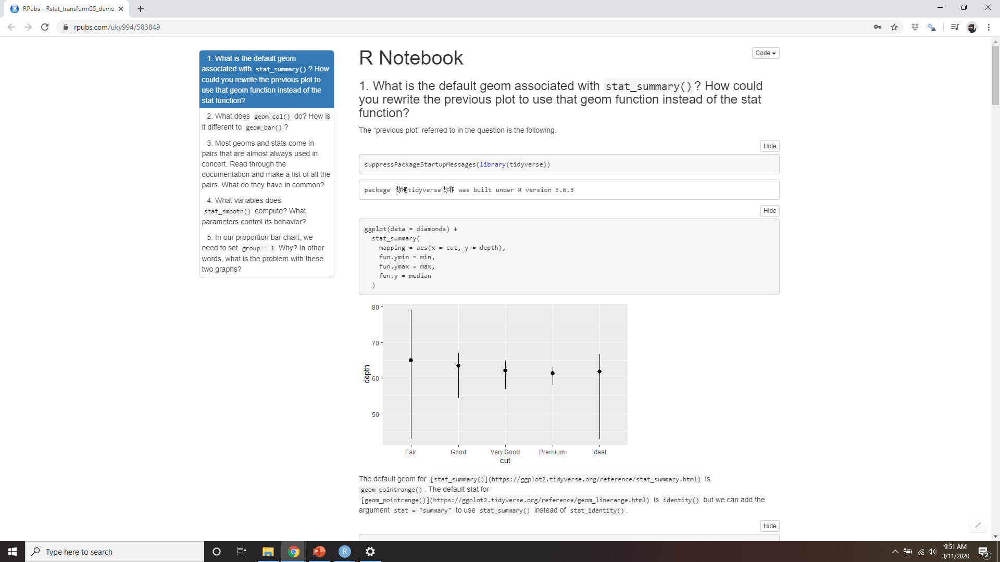 RPubs - Rstat_transform05_demo
rpubs.com/uky994/583849
1. What is the default geom
associated with stat_summary() ? How
could you rewrite the previous plot to
use that geom function instead of the
stat function?
2. What does geom_col() do? How is
it different to geom_bar() ?
3. Most geoms and stats come in
pairs that are almost always used in
concert. Read through the
documentation and make a list of all the
pairs. What do they have in common?
4. What variables does
stat_smooth() compute? What
parameters control its behavior?
5. In our proportion bar chart, we
need to set group = 1 Why? In other
words, what is the problem with these
two graphs?
R Notebook
Code
1. What is the default geom associated with stat_summary()? How could
you rewrite the previous plot to use that geom function instead of the stat
function?
The “previous plot” referred to in the question is the following.
Hide
suppressPackageStartupMessages(library(tidyverse))
package tidyverse was built under R version 3.6.3
Hide
ggplot(data = diamonds) +
stat_summary(
mapping = aes(x = cut, y = depth),
fun.ymin = min,
fun.ymax = max,
fun.y = median
)
80
70
60
50
depth
Fair Good Very Good Premium Ideal
cut
The default geom for [stat_summary()](https://ggplot2.tidyverse.org/reference/stat_summary.html) is
geom_pointrange() . The default stat for
[geom_pointrange()](https://ggplot2.tidyverse.org/reference/geom_linerange.html) is identity() but we can add the
argument stat = "summary" to use stat_summary() instead of stat_identity() .
Hide
Type here to search
9:51 AM
3/11/2020
2